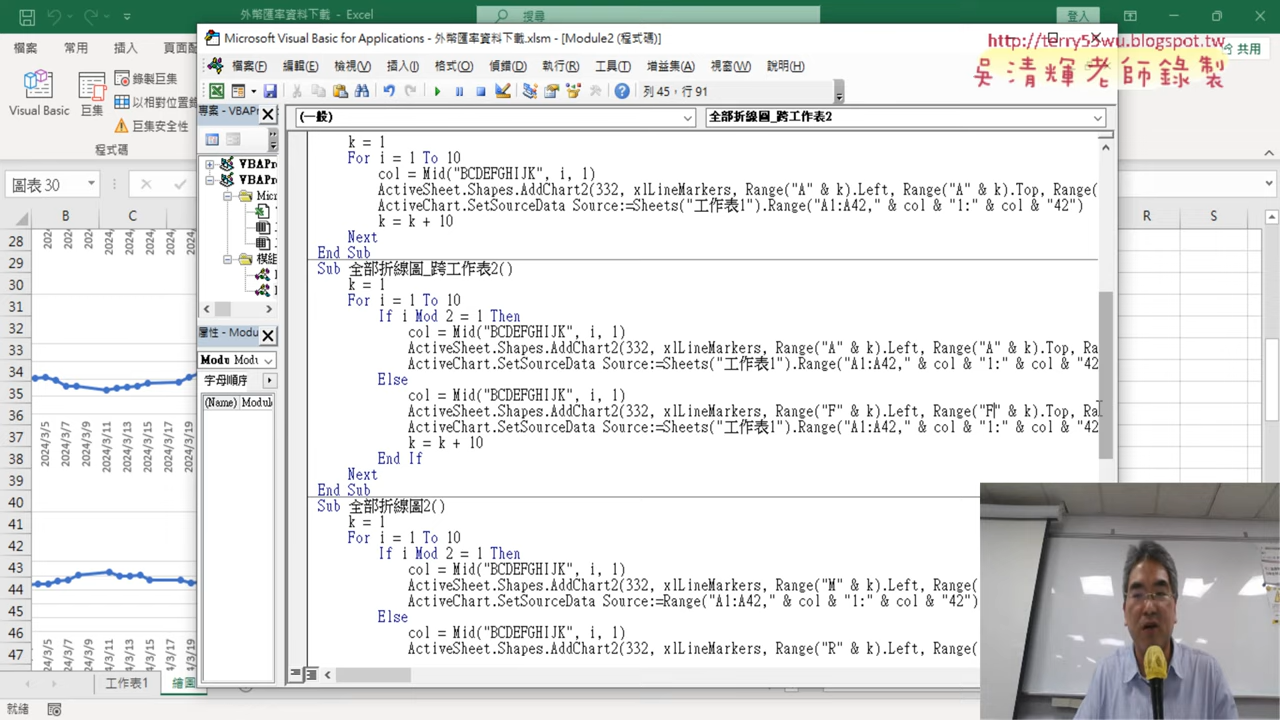 外幣匯率資料下載 - Excel
搜尋
登入
檔案 常用 插入 頁面配
共用
Visual Basic
巨集
錄製巨集
以相對位置錄
巨集安全性
程式碼
圖表 30
B C R S
28
29
30
31
32
33
34
35
36
37
38
39
40
41
42
43
44
45
46
47
2024/3/5 2024/3/7 2024/3/9 2024/3/11 2024/3/13 2024/3/15 2024/3/17 2024/3/19
工作表1 繪圖
就緒
http://terry55wu.blogspot.tw
吳清輝老師錄製
Microsoft Visual Basic for Applications - 外幣匯率資料下載.xlsm - [Module2 (程式碼)]
檔案(F) 編輯(E) 檢視(V) 插入(I) 格式(O) 偵錯(D) 執行(R) 工具(T) 增益集(A) 視窗(W) 說明(H)
列 45，行 91
專案 - VBAPr
VBAPr
VBAPr
Micr
模組
屬性 - Modu
Modu Modu
字母順序
(Name) Modul
(一般)
全部折線圖_跨工作表2
k = 1
For i = 1 To 10
col = Mid("BCDEFGHIJK", i, 1)
ActiveSheet.Shapes.AddChart2(332, xlLineMarkers, Range("A" & k).Left, Range("A" & k).Top, Range(
ActiveChart.SetSourceData Source:=Sheets("工作表1").Range("A1:A42," & col & "1:" & col & "42")
k = k + 10
Next
End Sub
Sub 全部折線圖_跨工作表2()
k = 1
For i = 1 To 10
If i Mod 2 = 1 Then
col = Mid("BCDEFGHIJK", i, 1)
ActiveSheet.Shapes.AddChart2(332, xlLineMarkers, Range("A" & k).Left, Range("A" & k).Top, Ra
ActiveChart.SetSourceData Source:=Sheets("工作表1").Range("A1:A42," & col & "1:" & col & "42
Else
col = Mid("BCDEFGHIJK", i, 1)
ActiveSheet.Shapes.AddChart2(332, xlLineMarkers, Range("F" & k).Left, Range("F" & k).Top, Ra
ActiveChart.SetSourceData Source:=Sheets("工作表1").Range("A1:A42," & col & "1:" & col & "42
k = k + 10
End If
Next
End Sub
Sub 全部折線圖2()
k = 1
For i = 1 To 10
If i Mod 2 = 1 Then
col = Mid("BCDEFGHIJK", i, 1)
ActiveSheet.Shapes.AddChart2(332, xlLineMarkers, Range("M" & k).Left, Range(
ActiveChart.SetSourceData Source:=Range("A1:A42," & col & "1:" & col & "42")
Else
col = Mid("BCDEFGHIJK", i, 1)
ActiveSheet.Shapes.AddChart2(332, xlLineMarkers, Range("R" & k).Left, Range(